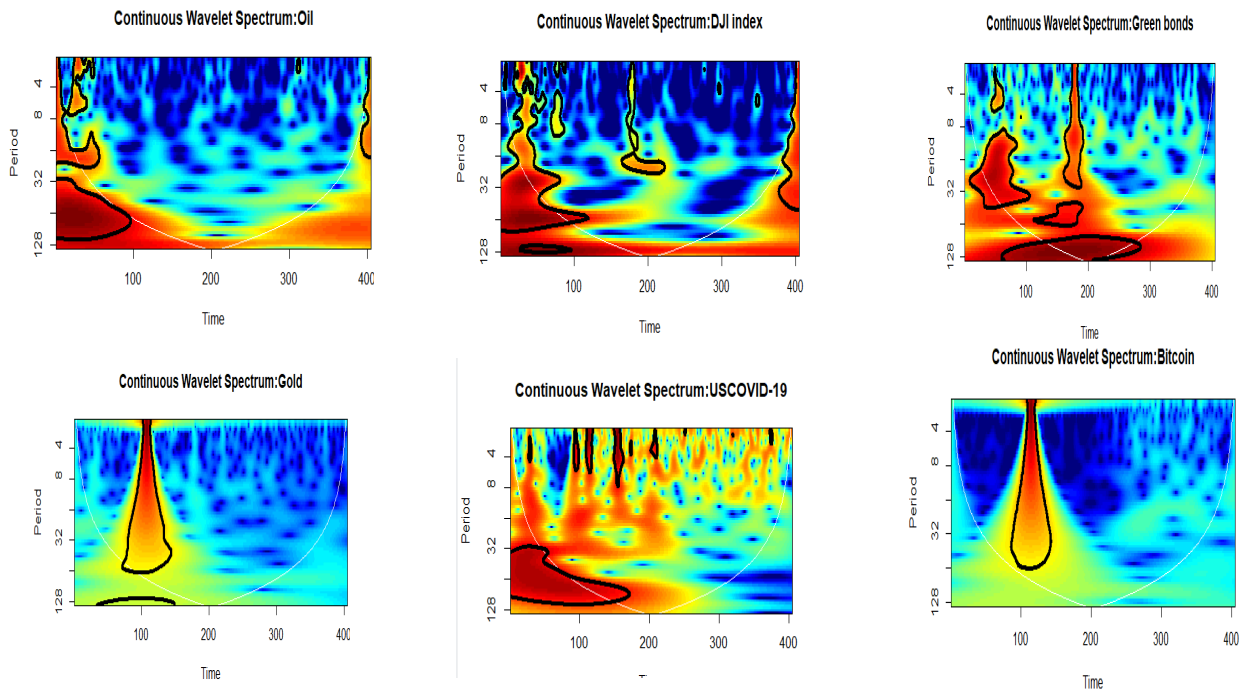 Continuous Wavelet Spectrum:Oil
Period
4
8
32
128
100
200
300
400
Time
Continuous Wavelet Spectrum:DJI index
Period
4
8
32
128
100
200
300
400
Time
Continuous Wavelet Spectrum:Green bonds
Period
4
8
32
128
100
200
300
400
Time
Continuous Wavelet Spectrum:Gold
Period
4
8
32
128
100
200
300
400
Time
Continuous Wavelet Spectrum:USCOVID-19
Period
4
8
32
128
100
200
300
400
Continuous Wavelet Spectrum:Bitcoin
Period
4
8
32
128
100
200
300
400
Time